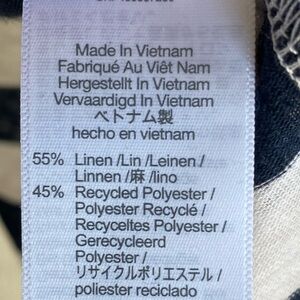 Made In Vietnam
Fabriqué Au Viêt Nam
Hergestellt In Vietnam
Vervaardigd In Vietnam
ベトナム製
hecho en vietnam
55% Linen /Lin /Leinen /
Linnen /麻 /lino
45% Recycled Polyester /
Polyester Recyclé /
Recyceltes Polyester /
Gerecycleerd
Polyester /
リサイクルポリエステル /
poliester reciclado